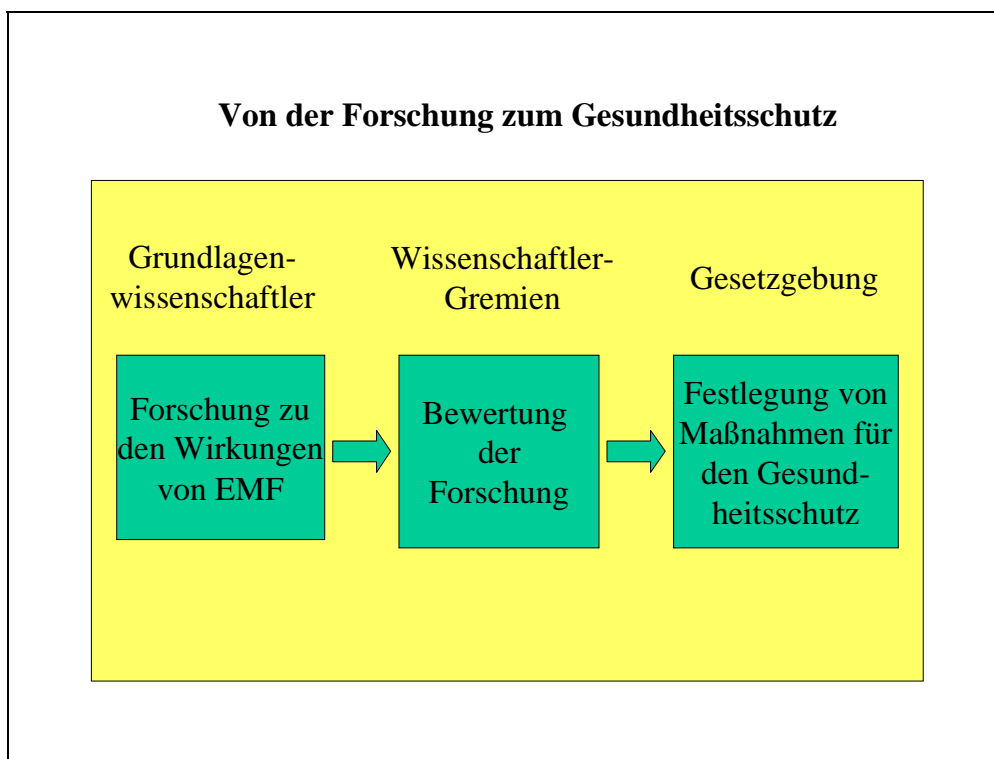 Von der Forschung zum Gesundheitsschutz
Grundlagen-
wissenschaftler
Wissenschaftler-
Gremien
Gesetzgebung
Forschung zu
den Wirkungen
von EMF
Bewertung
der
Forschung
Festlegung von
Maßnahmen für
den Gesund-
heitsschutz